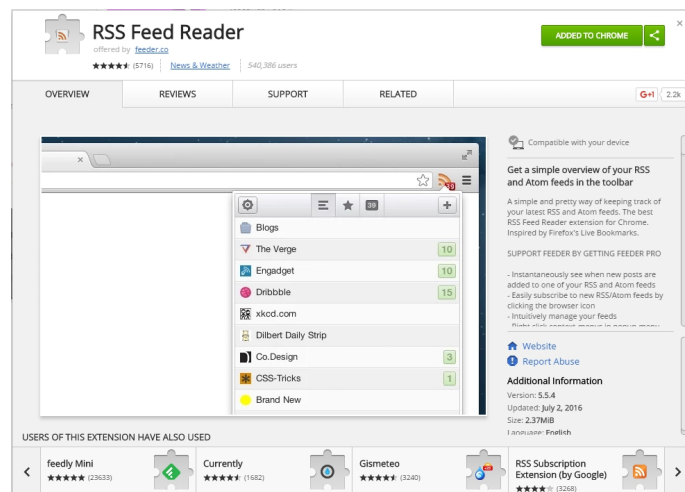 RSS Feed Reader
offered by feeder.co
(5716) News & Weather 540,386 users
ADDED TO CHROME
OVERVIEW REVIEWS SUPPORT RELATED
G+1 2.2k
39
Blogs
The Verge 10
Engadget 10
Dribbble 15
xkcd.com
Dilbert Daily Strip
Co.Design 3
CSS-Tricks 1
Brand New
Compatible with your device
Get a simple overview of your RSS
and Atom feeds in the toolbar
A simple and pretty way of keeping track of
your latest RSS and Atom feeds. The best
RSS Feed Reader extension for Chrome.
Inspired by Firefox's Live Bookmarks.
SUPPORT FEEDER BY GETTING FEEDER PRO
- Instantaneously see when new posts are
added to one of your RSS and Atom feeds
- Easily subscribe to new RSS/Atom feeds by
clicking the browser icon
- Intuitively manage your feeds
- Right click context menus in popup menu
Website
Report Abuse
Additional Information
Version: 5.5.4
Updated: July 2, 2016
Size: 2.37MiB
Language: English
USERS OF THIS EXTENSION HAVE ALSO USED
feedly Mini
(23633)
Currently
(1682)
Gismeteo
(3240)
RSS Subscription
Extension (by Google)
(3268)